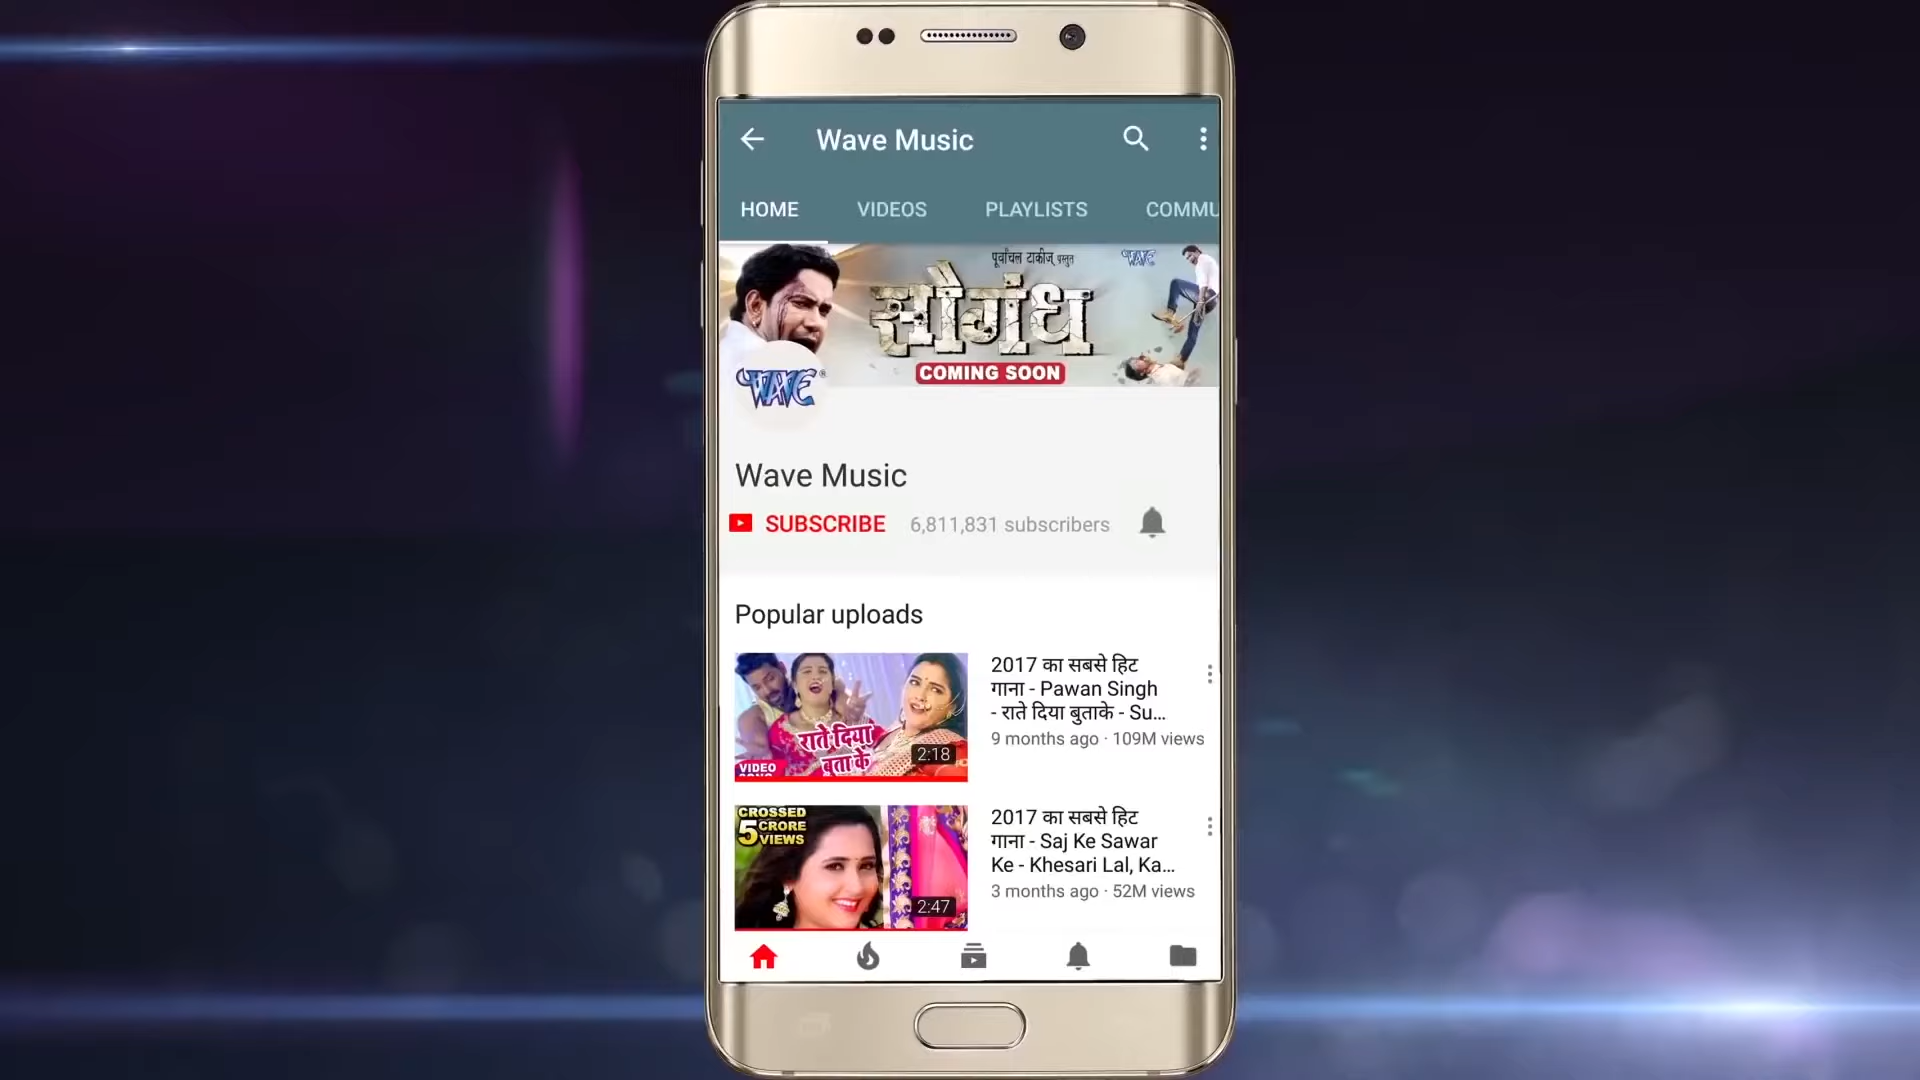 Wave Music
HOME VIDEOS PLAYLISTS COMMU
पूर्वांचल टाकीज् प्रस्तुत
WAVE
सौगंध
COMING SOON
WAVE
Wave Music
SUBSCRIBE 6,811,831 subscribers
Popular uploads
राते दिया
बुता के
VIDEO
SONG
2:18
2017 का सबसे हिट
गाना - Pawan Singh
- राते दिया बुताके - Su...
9 months ago · 109M views
CROSSED
5 CRORE
VIEWS
2:47
2017 का सबसे हिट
गाना - Saj Ke Sawar
Ke - Khesari Lal, Ka...
3 months ago · 52M views